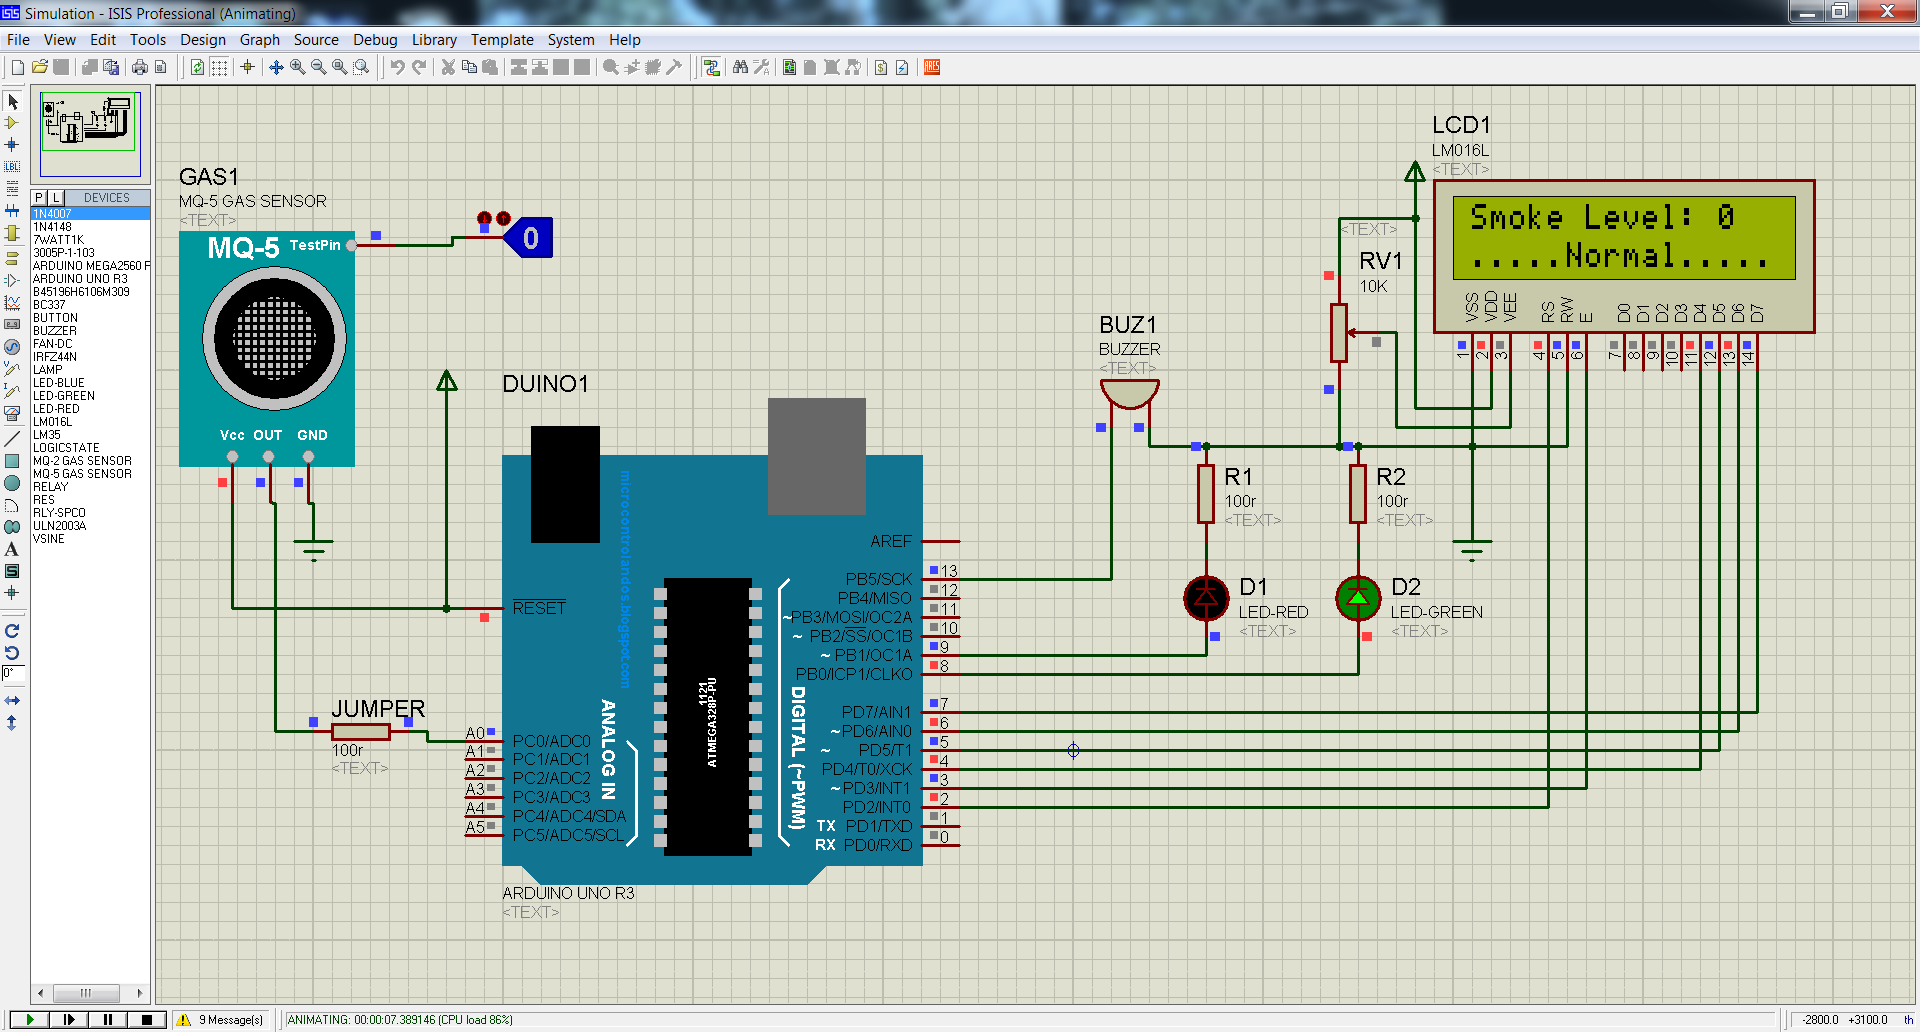 Simulation - ISIS Professional (Animating)
File View Edit Tools Design Graph Source Debug Library Template System Help
P L DEVICES
1N4007
1N4148
7WATT1K
3005P-1-103
ARDUINO MEGA2560 F
ARDUINO UNO R3
B45196H6106M309
BC337
BUTTON
BUZZER
FAN-DC
IRFZ44N
LAMP
LED-BLUE
LED-GREEN
LED-RED
LM016L
LM35
LOGICSTATE
MQ-2 GAS SENSOR
MQ-5 GAS SENSOR
RELAY
RES
RLY-SPCO
ULN2003A
VSINE
0°
GAS1
MQ-5 GAS SENSOR
<TEXT>
MQ-5 TestPin
Vcc OUT GND
0
DUINO1
microcontrolandos.blogspot.com
RESET
AREF
PB5/SCK 13
PB4/MISO 12
~PB3/MOSI/OC2A 11
~ PB2/SS/OC1B 10
~ PB1/OC1A 9
PB0/ICP1/CLKO 8
PD7/AIN1 7
~PD6/AIN0 6
~ PD5/T1 5
PD4/T0/XCK 4
~PD3/INT1 3
PD2/INT0 2
TX PD1/TXD 1
RX PD0/RXD 0
DIGITAL (~PWM)
1121
ATMEGA328P-PU
ANALOG IN
A0 PC0/ADC0
A1 PC1/ADC1
A2 PC2/ADC2
A3 PC3/ADC3
A4 PC4/ADC4/SDA
A5 PC5/ADC5/SCL
ARDUINO UNO R3
<TEXT>
JUMPER
100r
<TEXT>
BUZ1
BUZZER
<TEXT>
R1
100r
<TEXT>
R2
100r
<TEXT>
D1
LED-RED
<TEXT>
D2
LED-GREEN
<TEXT>
<TEXT>
RV1
10K
LCD1
LM016L
<TEXT>
Smoke Level: 0
.....Normal.....
VSS VDD VEE RS RW E D0 D1 D2 D3 D4 D5 D6 D7
1 2 3 4 5 6 7 8 9 10 11 12 13 14
9 Message(s)
ANIMATING: 00:00:07.389146 (CPU load 86%)
-2800.0 +3100.0 th